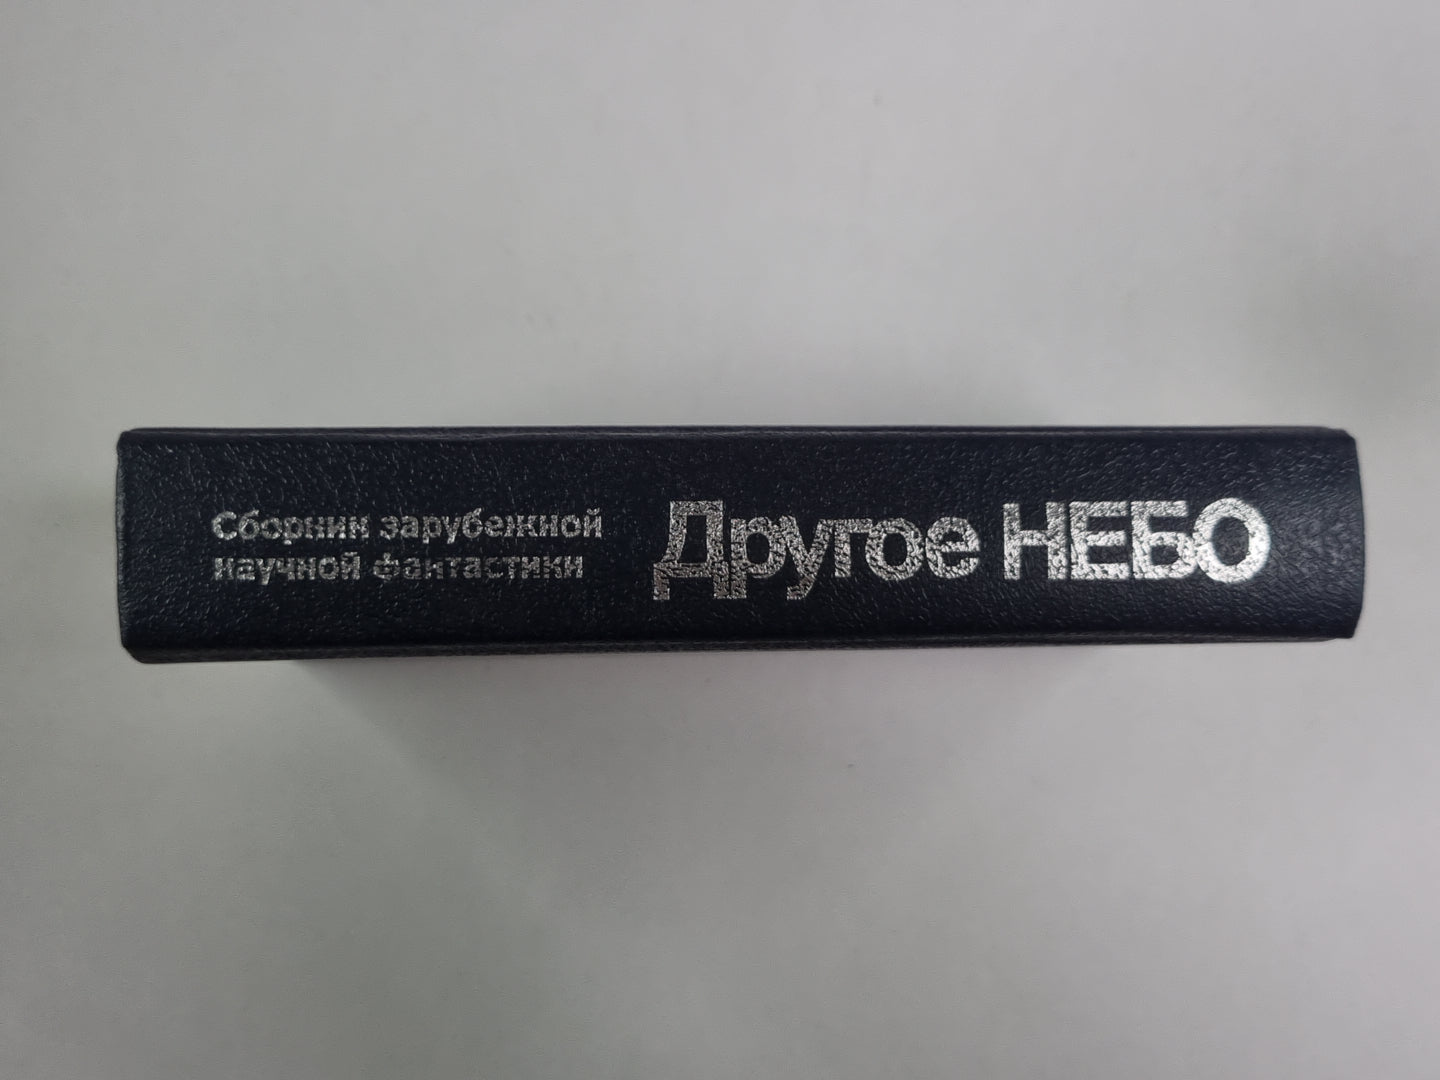 Сборник зарубежной
научной фантастики
Другое НЕБО